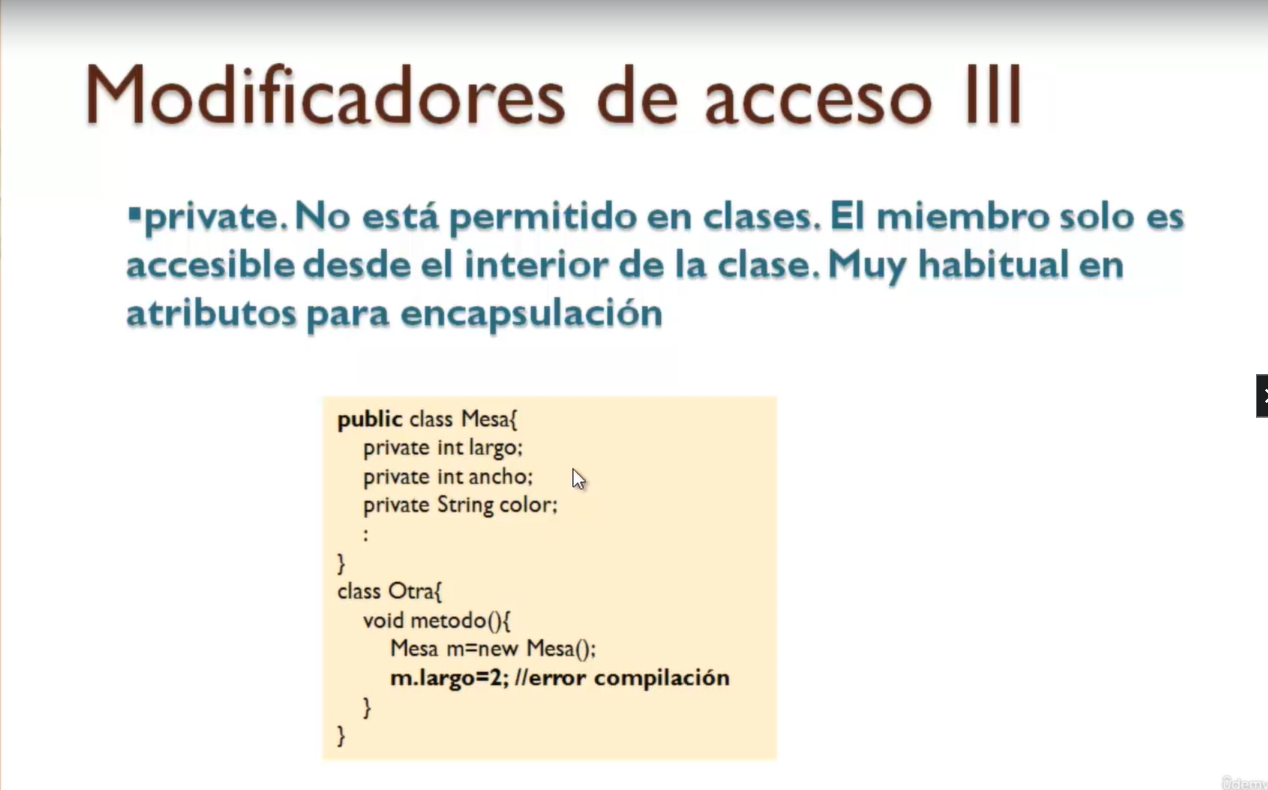 Modificadores de acceso III
▪private. No está permitido en clases. El miembro solo es
accesible desde el interior de la clase. Muy habitual en
atributos para encapsulación
public class Mesa{
private int largo;
private int ancho;
private String color;
:
}
class Otra{
void metodo(){
Mesa m=new Mesa();
m.largo=2; //error compilación
}
}
ûdemy